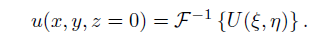 u(x, y, z = 0) = ℱ⁻¹ {U(ξ, η)} .